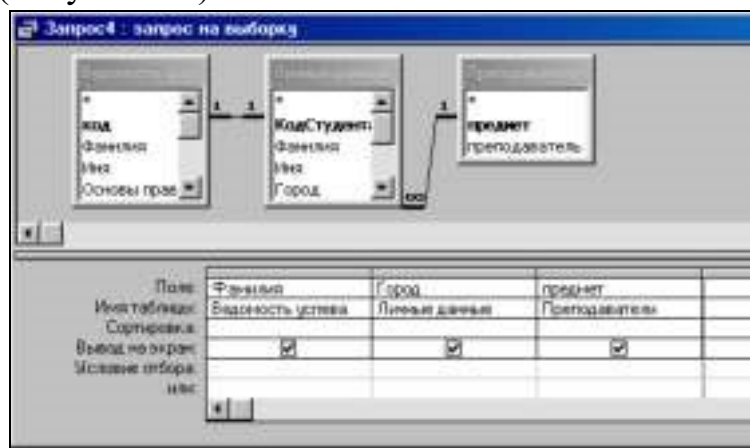 Запрос4 : запрос на выборку
*
код
Фамилия
Имя
Основы прав
1
1
*
КодСтудент
Фамилия
Имя
Город
∞
1
*
предмет
преподаватель
Поле: Фамилия Город предмет
Имя таблицы: Ведомость успева Личные данные Преподаватели
Сортировка:
Вывод на экран:
Условие отбора:
или: